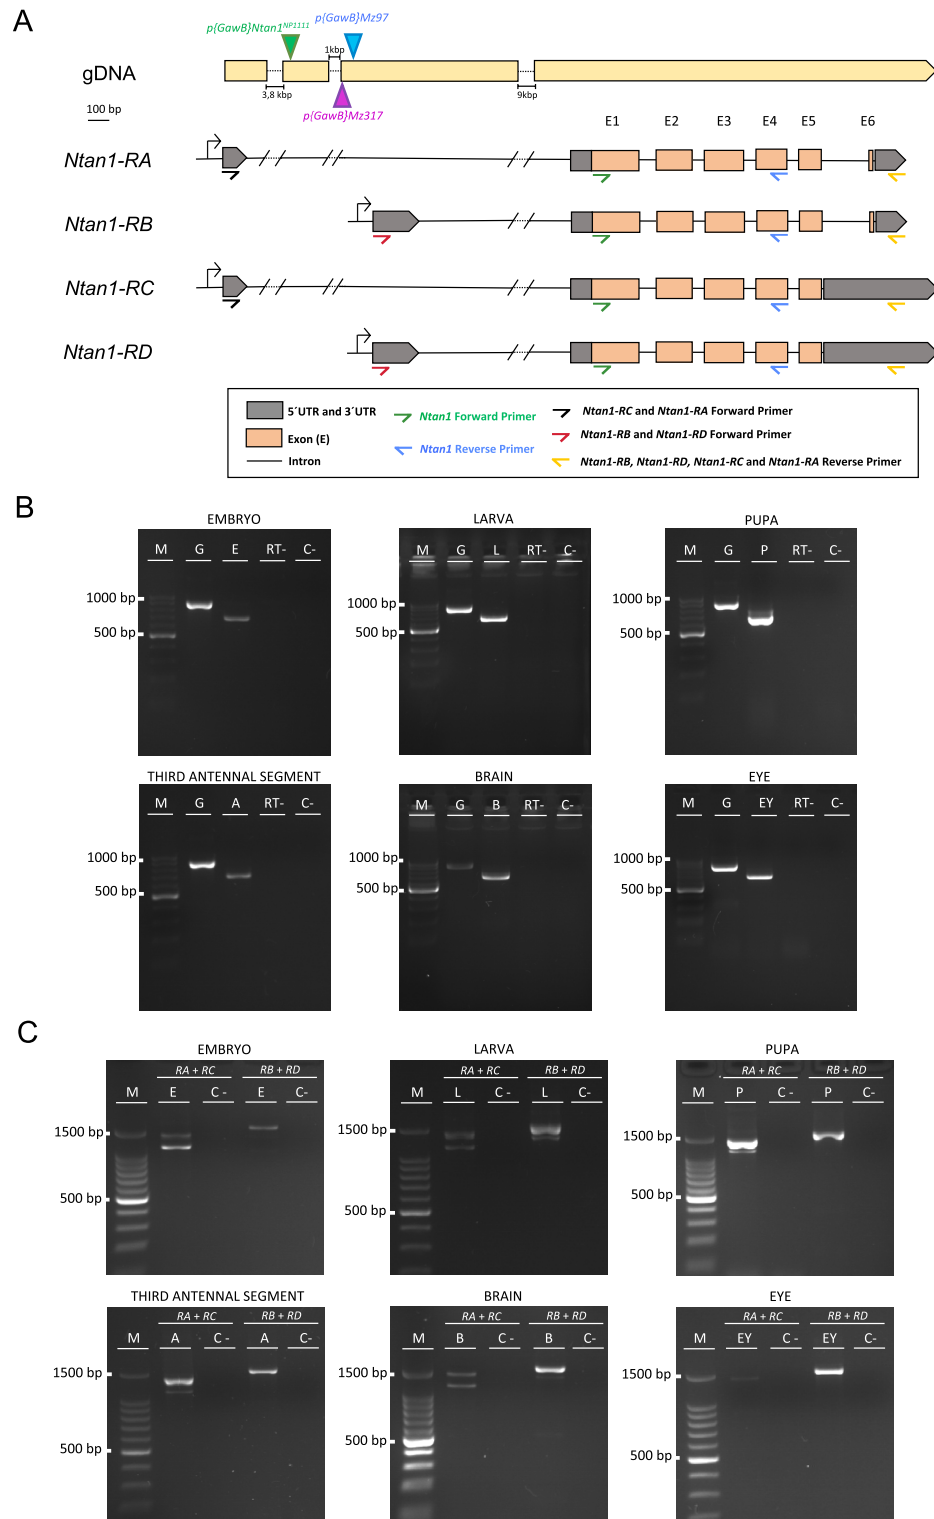 A
p{GawB}Ntan1^NP1111
p{GawB}Mz97
1kbp
gDNA
3,8 kbp
9kbp
p{GawB}Mz317
100 bp
E1 E2 E3 E4 E5 E6
Ntan1-RA
Ntan1-RB
Ntan1-RC
Ntan1-RD
5´UTR and 3´UTR
Exon (E)
Intron
Ntan1 Forward Primer
Ntan1 Reverse Primer
Ntan1-RC and Ntan1-RA Forward Primer
Ntan1-RB and Ntan1-RD Forward Primer
Ntan1-RB, Ntan1-RD, Ntan1-RC and Ntan1-RA Reverse Primer
B
EMBRYO
M G E RT- C-
1000 bp
500 bp
LARVA
M G L RT- C-
1000 bp
500 bp
PUPA
M G P RT- C-
1000 bp
500 bp
THIRD ANTENNAL SEGMENT
M G A RT- C-
1000 bp
500 bp
BRAIN
M G B RT- C-
1000 bp
500 bp
EYE
M G EY RT- C-
1000 bp
500 bp
C
EMBRYO
RA + RC RB + RD
M E C - E C-
1500 bp
500 bp
LARVA
RA + RC RB + RD
M L C - L C-
1500 bp
500 bp
PUPA
RA + RC RB + RD
M P C - P C-
1500 bp
500 bp
THIRD ANTENNAL SEGMENT
RA + RC RB + RD
M A C - A C-
1500 bp
500 bp
BRAIN
RA + RC RB + RD
M B C - B C-
1500 bp
500 bp
EYE
RA + RC RB + RD
M EY C - EY C-
1500 bp
500 bp